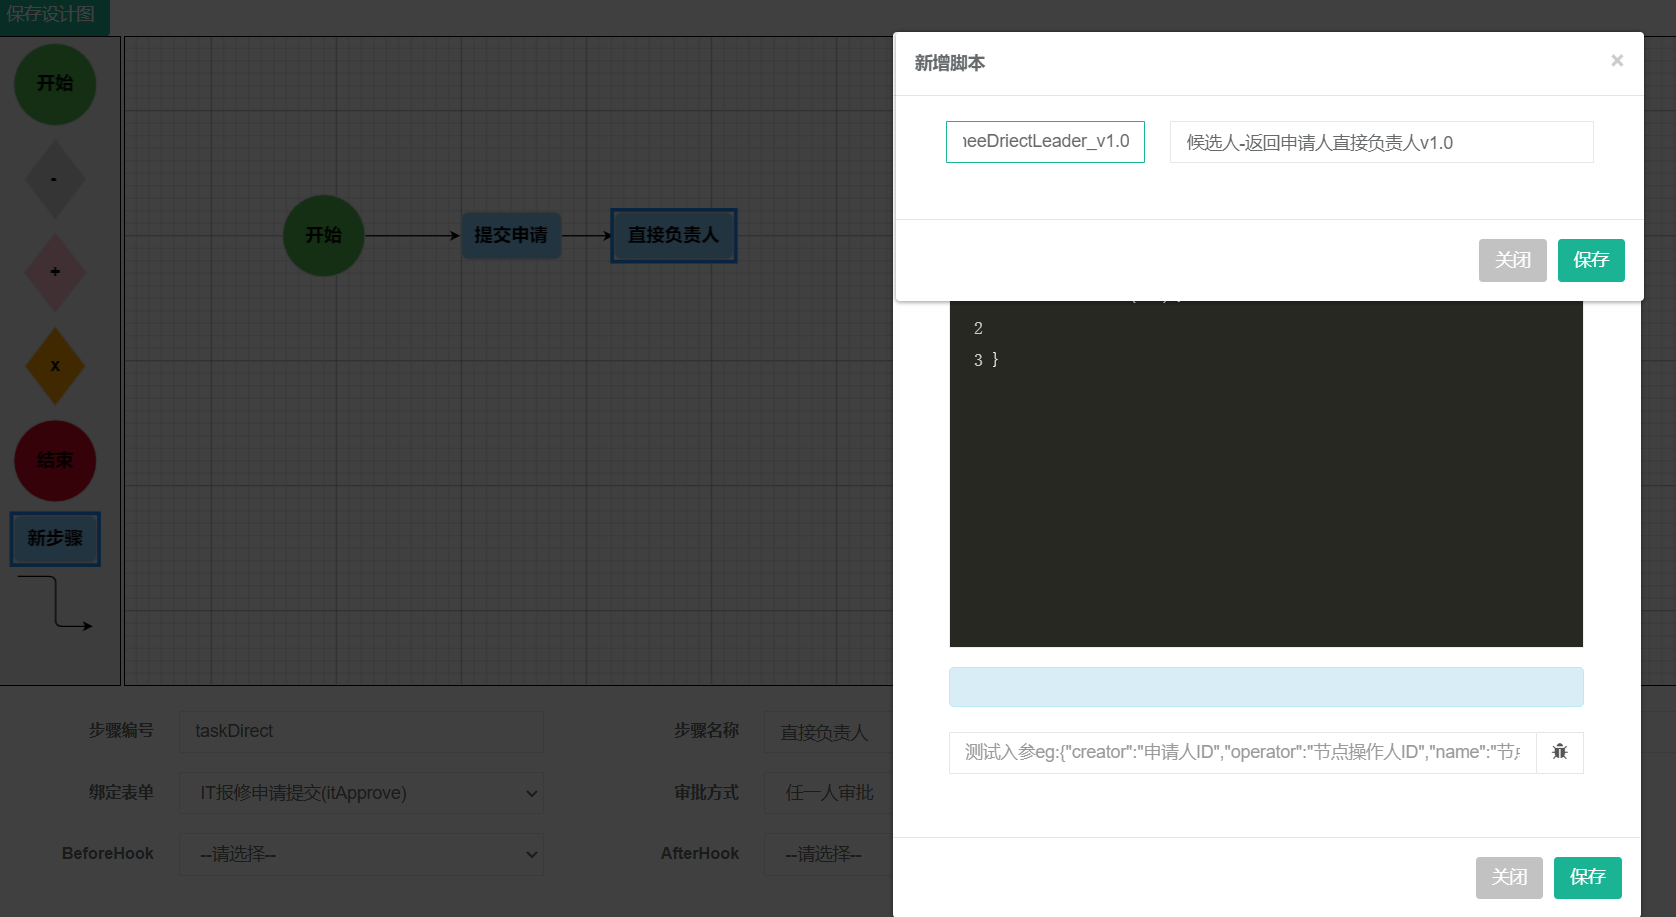 保存设计图
开始
-
+
x
结束
新步骤
开始
提交申请
直接负责人
步骤编号
taskDirect
步骤名称
直接负责人
绑定表单
IT报修申请提交(itApprove)
审批方式
任一人审批
BeforeHook
--请选择--
AfterHook
--请选择--
新增脚本
×
neeDriectLeader_v1.0
候选人-返回申请人直接负责人v1.0
关闭
保存
2
3 }
测试入参eg:{"creator":"申请人ID","operator":"节点操作人ID","name":"节点
关闭
保存